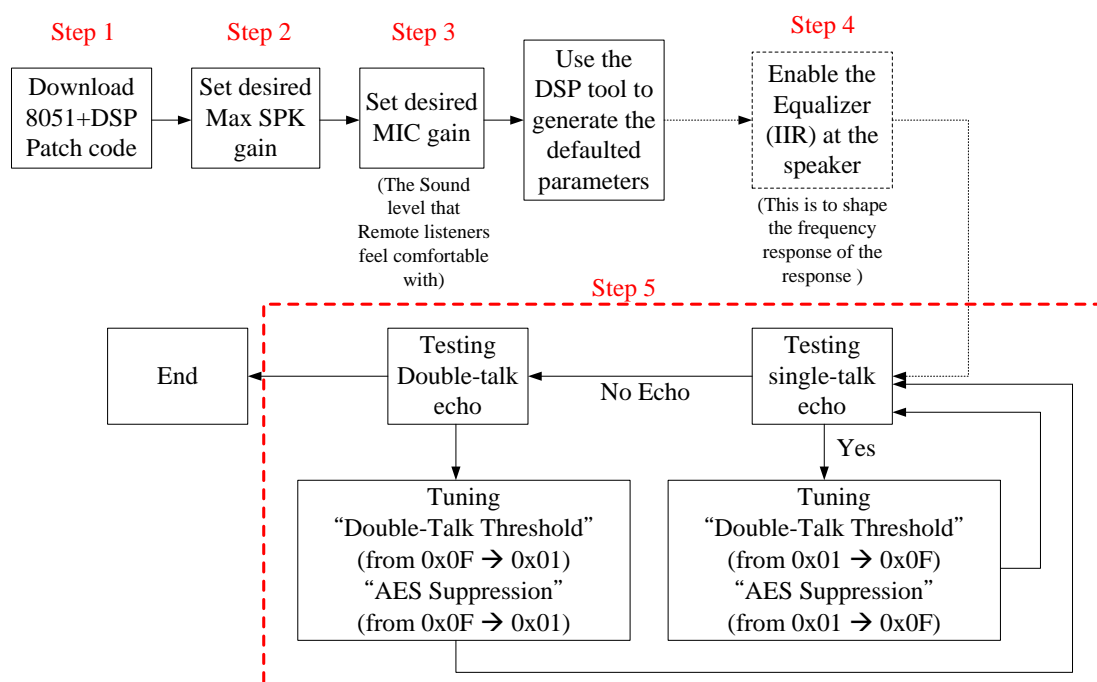 Step 1
Step 2
Step 3
Step 4
Download
8051+DSP
Patch code
Set desired
Max SPK
gain
Set desired
MIC gain
Use the
DSP tool to
generate the
defaulted
parameters
Enable the
Equalizer
(IIR) at the
speaker
(The Sound
level that
Remote listeners
feel comfortable
with)
(This is to shape
the frequency
response of the
response )
Step 5
End
Testing
Double-talk
echo
No Echo
Testing
single-talk
echo
Yes
Tuning
“Double-Talk Threshold”
(from 0x0F → 0x01)
“AES Suppression”
(from 0x0F → 0x01)
Tuning
“Double-Talk Threshold”
(from 0x01 → 0x0F)
“AES Suppression”
(from 0x01 → 0x0F)